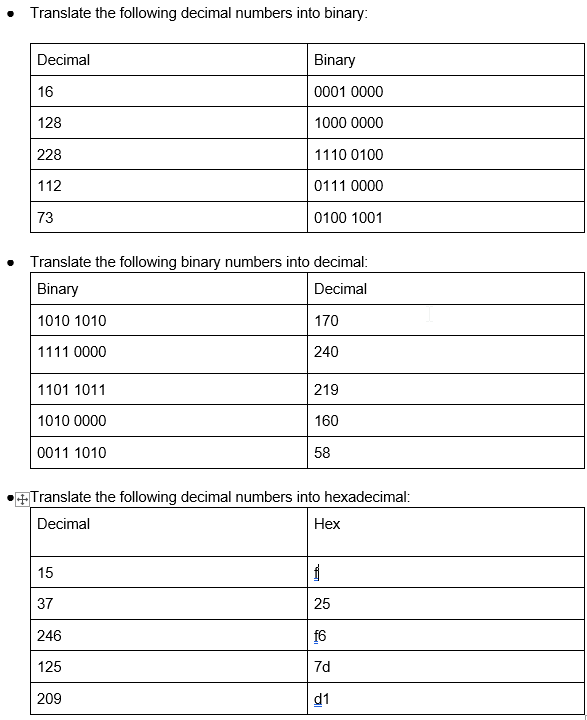 ● Translate the following decimal numbers into binary:
Decimal Binary
16 0001 0000
128 1000 0000
228 1110 0100
112 0111 0000
73 0100 1001
● Translate the following binary numbers into decimal:
Binary Decimal
1010 1010 170
1111 0000 240
1101 1011 219
1010 0000 160
0011 1010 58
● Translate the following decimal numbers into hexadecimal:
Decimal Hex
15 f
37 25
246 f6
125 7d
209 d1